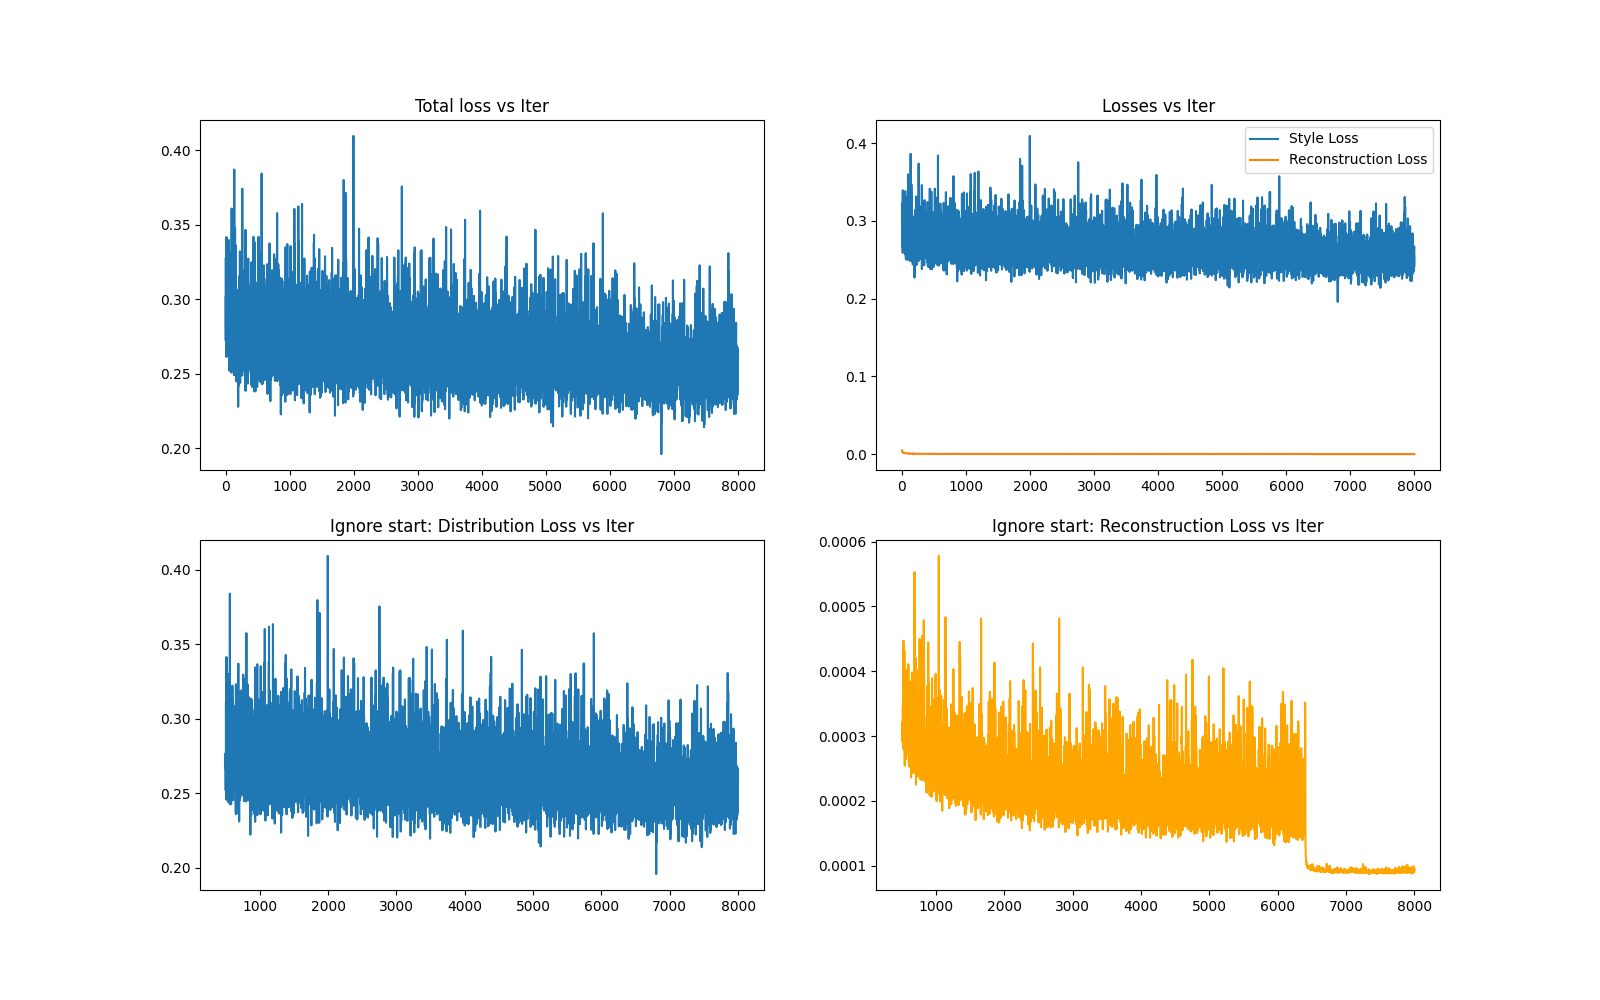 Total loss vs Iter
0.40
0.35
0.30
0.25
0.20
0 1000 2000 3000 4000 5000 6000 7000 8000
Losses vs Iter
Style Loss
Reconstruction Loss
0.4
0.3
0.2
0.1
0.0
0 1000 2000 3000 4000 5000 6000 7000 8000
Ignore start: Distribution Loss vs Iter
0.40
0.35
0.30
0.25
0.20
1000 2000 3000 4000 5000 6000 7000 8000
Ignore start: Reconstruction Loss vs Iter
0.0006
0.0005
0.0004
0.0003
0.0002
0.0001
1000 2000 3000 4000 5000 6000 7000 8000